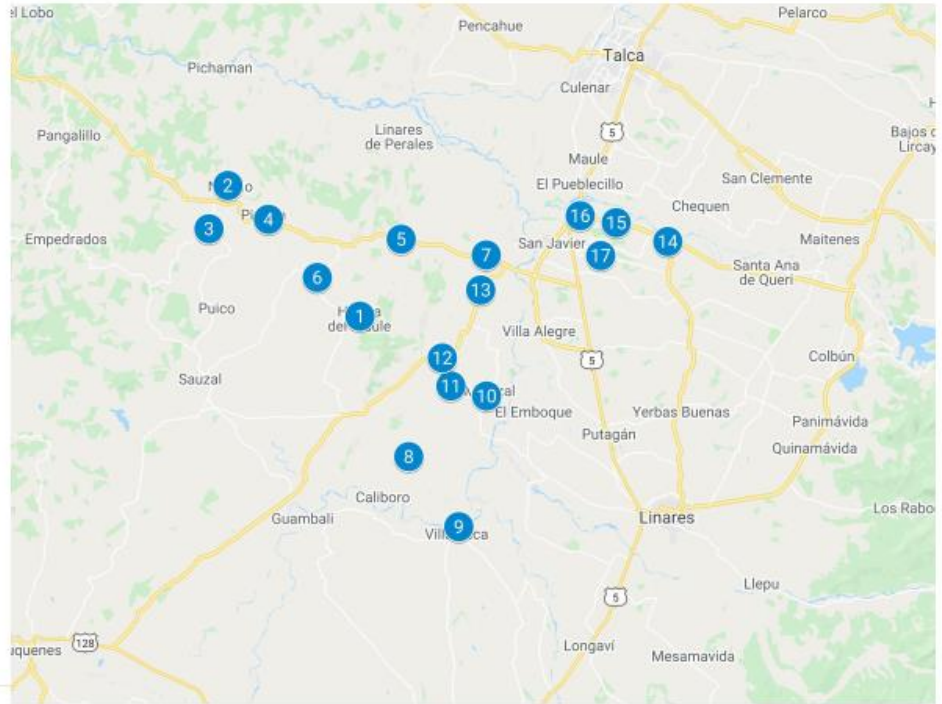 el Lobo
Pelarco
Pencahue
Talca
Pichaman
Culenar
5
Linares
de Perales
Pangalillo
Bajos
Lircay
Maule
San Clemente
El Pueblecillo
2
Chequen
16
15
4
3
Empedrados
5
San Javier
14
Maitenes
7
17
Santa Ana
de Queri
6
13
Puico
1
del
Villa Alegre
12
5
Colbún
Sauzal
11
10
El Emboque
Yerbas Buenas
Panimávida
Putagán
Quinamávida
8
Caliboro
Guambali
Linares
Los Rabo
9
Llepu
5
128
uquenes
Longaví
Mesamavida